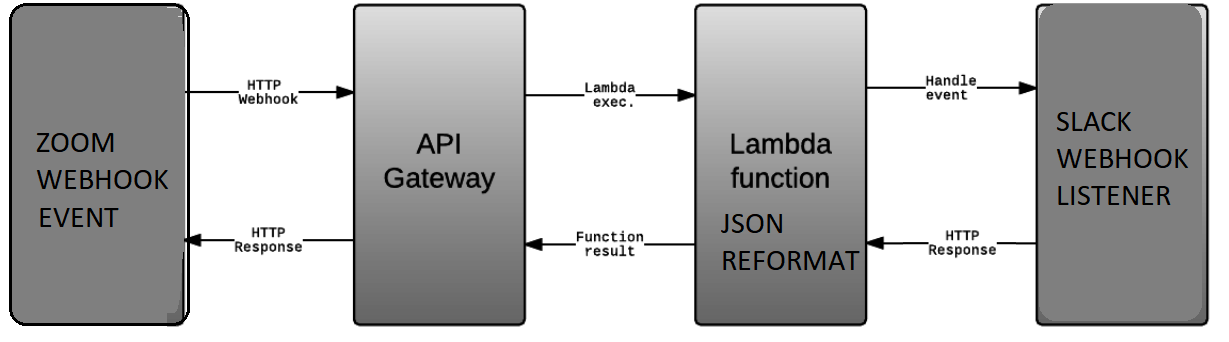 HTTP
Webhook
Lambda
exec.
Handle
event
ZOOM
WEBHOOK
EVENT
API
Gateway
Lambda
function
JSON
REFORMAT
SLACK
WEBHOOK
LISTENER
HTTP
Response
Function
result
HTTP
Response